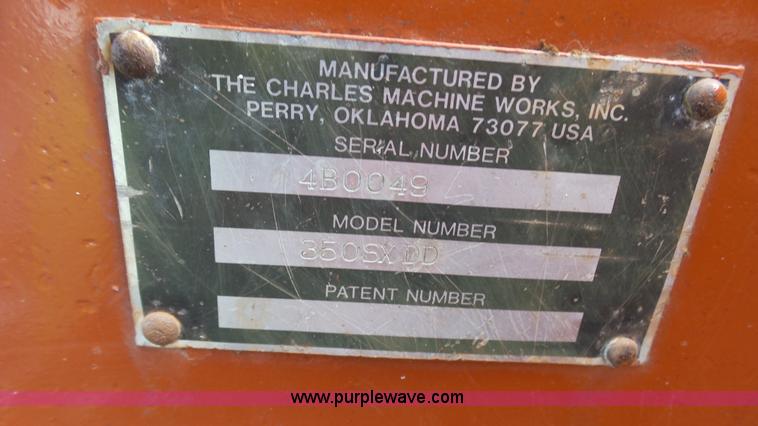 MANUFACTURED BY
THE CHARLES MACHINE WORKS, INC.
PERRY, OKLAHOMA 73077 USA
SERIAL NUMBER
4B0049
MODEL NUMBER
350SXDD
PATENT NUMBER
www.purplewave.com